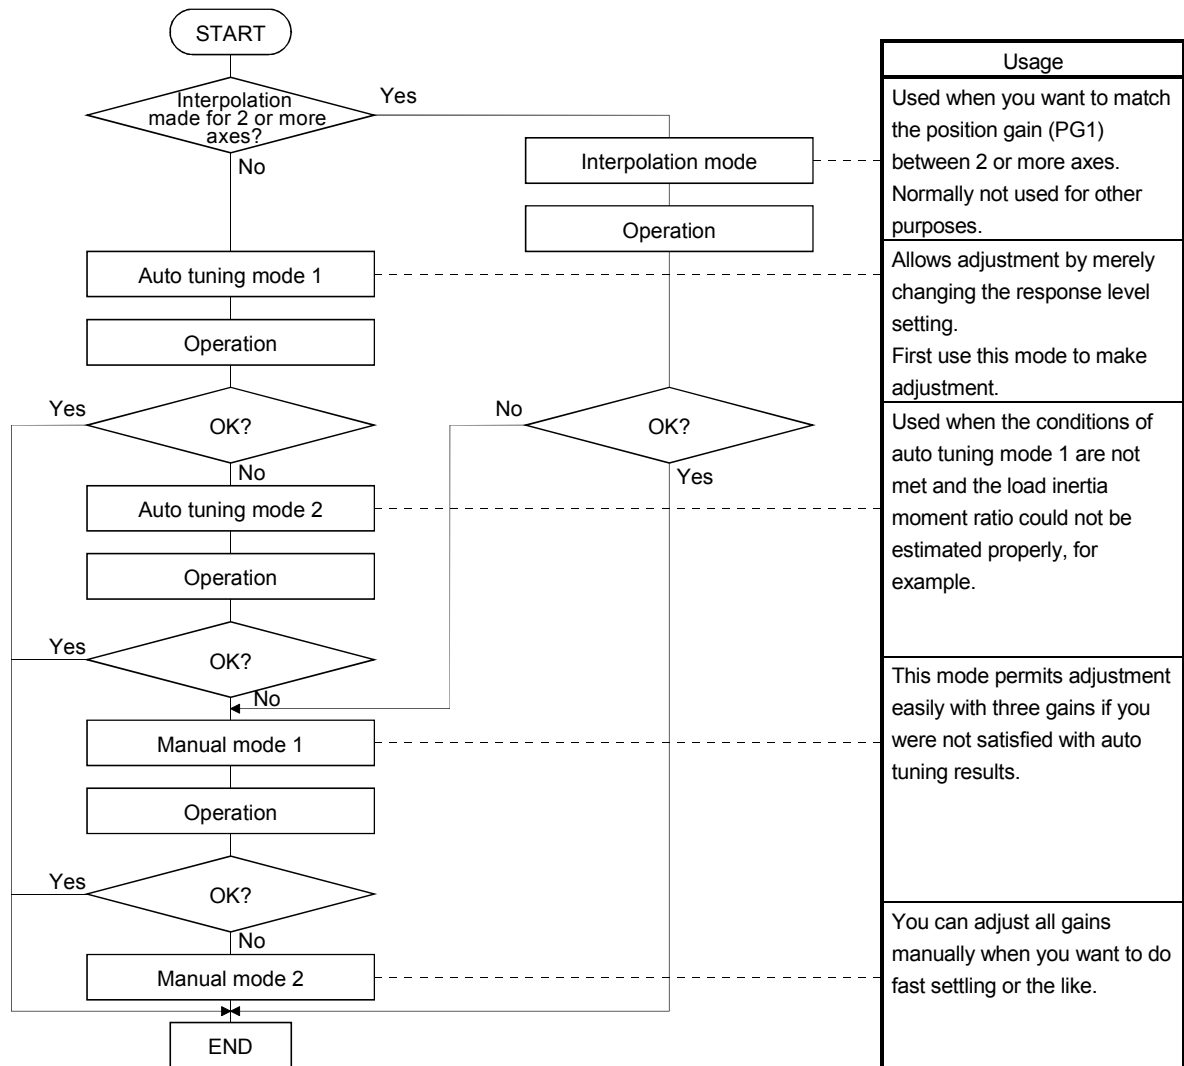 START
Interpolation
made for 2 or more
axes?
Yes
No
Interpolation mode
Operation
Auto tuning mode 1
Operation
Yes
OK?
No
No
OK?
Yes
Auto tuning mode 2
Operation
Yes
OK?
No
Manual mode 1
Operation
Yes
OK?
No
Manual mode 2
END
Usage
Used when you want to match
the position gain (PG1)
between 2 or more axes.
Normally not used for other
purposes.
Allows adjustment by merely
changing the response level
setting.
First use this mode to make
adjustment.
Used when the conditions of
auto tuning mode 1 are not
met and the load inertia
moment ratio could not be
estimated properly, for
example.
This mode permits adjustment
easily with three gains if you
were not satisfied with auto
tuning results.
You can adjust all gains
manually when you want to do
fast settling or the like.